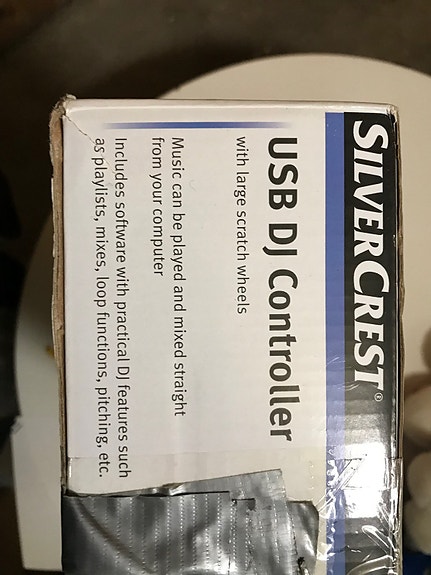 SILVERCREST®
USB DJ Controller
with large scratch wheels
Music can be played and mixed straight
from your computer
Includes software with practical DJ features such
as playlists, mixes, loop functions, pitching, etc.